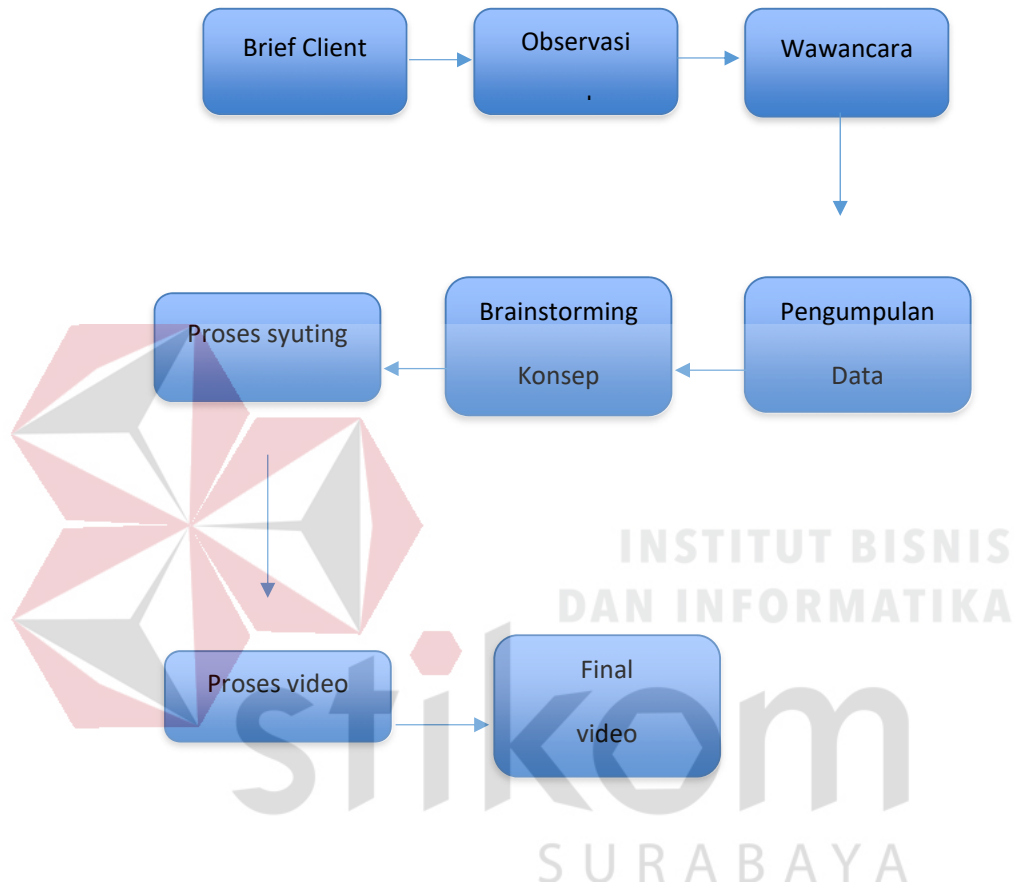 Brief Client
Observasi
Wawancara
Pengumpulan
Data
Brainstorming
Konsep
Proses syuting
Proses video
Final
video
INSTITUT BISNIS
DAN INFORMATIKA
stikom
SURABAYA